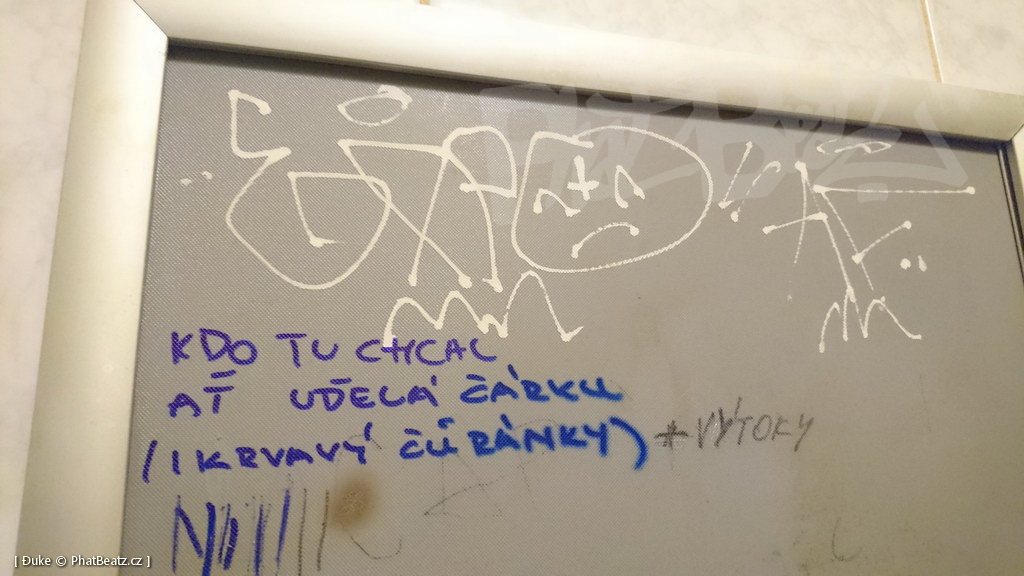 KDO TU CHCAL
AŤ UDĚLÁ ČÁRKU
(I KRVAVÝ ČŮRÁNKY) + VÝTOKY
[ Đuke © PhatBeatz.cz ]